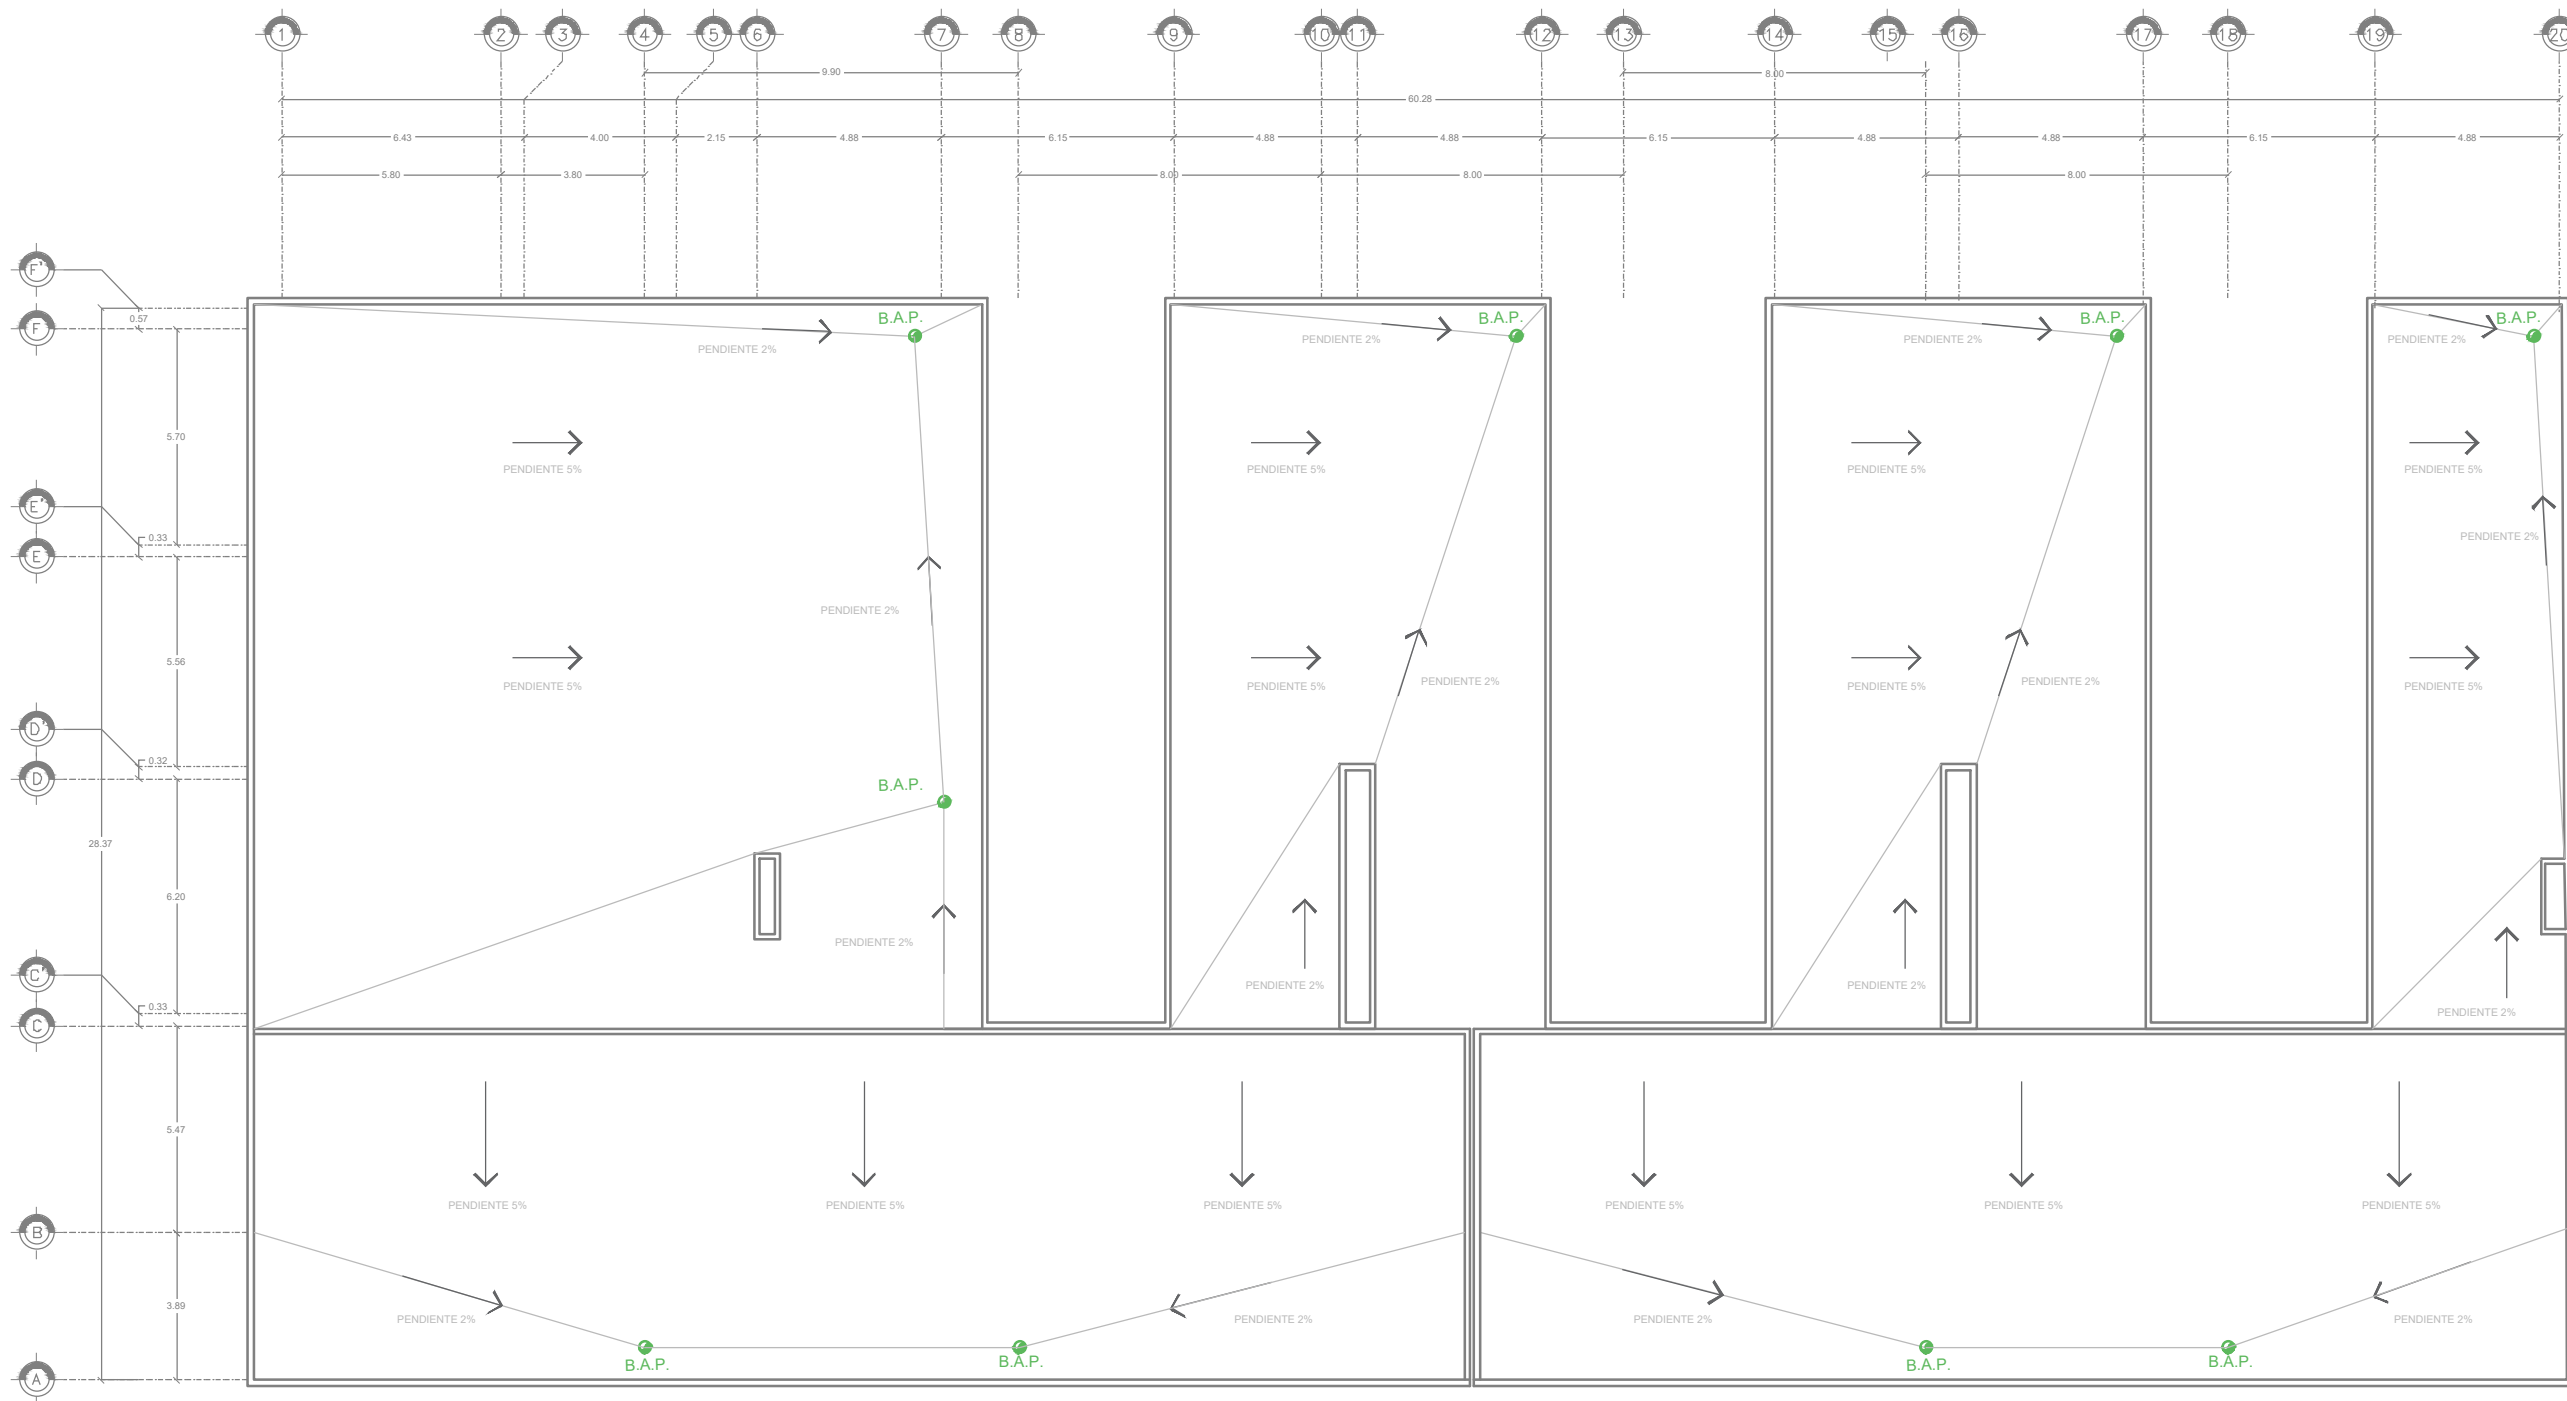 1 2 3 4 5 6 7 8 9 10 11 12 13 14 15 16 17 18 19 20
9.90 8.00
60.28
6.43 4.00 2.15 4.88 6.15 4.88 4.88 6.15 4.88 4.88 6.15 4.88
5.80 3.80 8.00 8.00 8.00
F'
0.57
F
B.A.P. B.A.P. B.A.P. B.A.P.
PENDIENTE 2% PENDIENTE 2% PENDIENTE 2% PENDIENTE 2%
5.70
PENDIENTE 5% PENDIENTE 5% PENDIENTE 5% PENDIENTE 5%
E'
0.33 PENDIENTE 2%
E
PENDIENTE 2%
5.56
PENDIENTE 5% PENDIENTE 2% PENDIENTE 5% PENDIENTE 2% PENDIENTE 5% PENDIENTE 5%
D'
0.32
D B.A.P.
28.37
6.20
PENDIENTE 2%
C'
PENDIENTE 2% PENDIENTE 2%
0.33 PENDIENTE 2%
C
5.47
PENDIENTE 5% PENDIENTE 5% PENDIENTE 5% PENDIENTE 5% PENDIENTE 5% PENDIENTE 5%
B
3.89
PENDIENTE 2% PENDIENTE 2% PENDIENTE 2% PENDIENTE 2%
B.A.P. B.A.P. B.A.P. B.A.P.
A